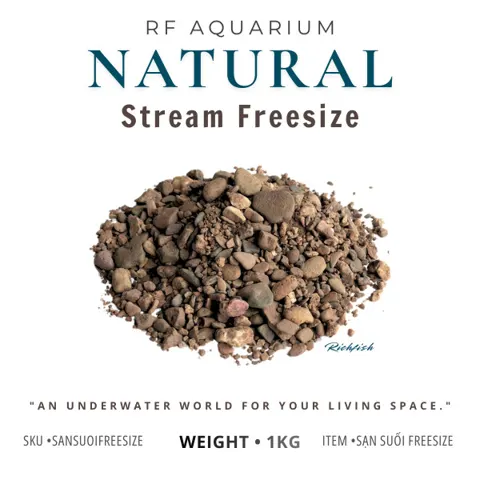 RF AQUARIUM
NATURAL
Stream Freesize
Richfish
"AN UNDERWATER WORLD FOR YOUR LIVING SPACE."
SKU •SANSUOIFREESIZE WEIGHT • 1KG ITEM •SẠN SUỐI FREESIZE